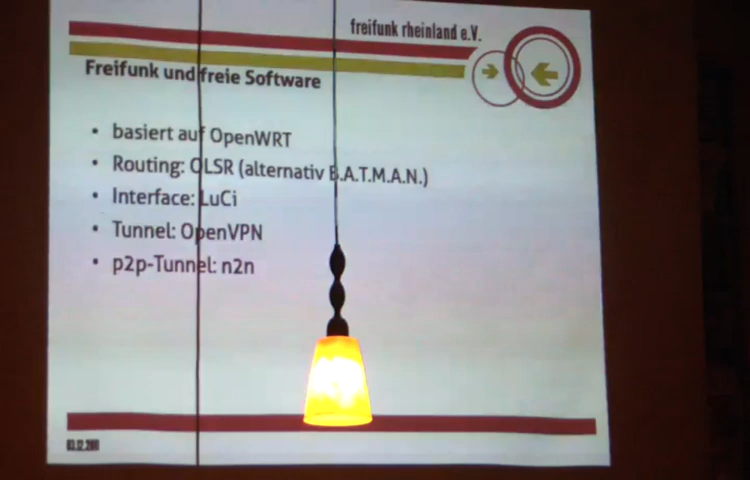 freifunk rheinland e.V.
Freifunk und freie Software
• basiert auf OpenWRT
• Routing: OLSR (alternativ B.A.T.M.A.N.)
• Interface: LuCi
• Tunnel: OpenVPN
• p2p-Tunnel: n2n